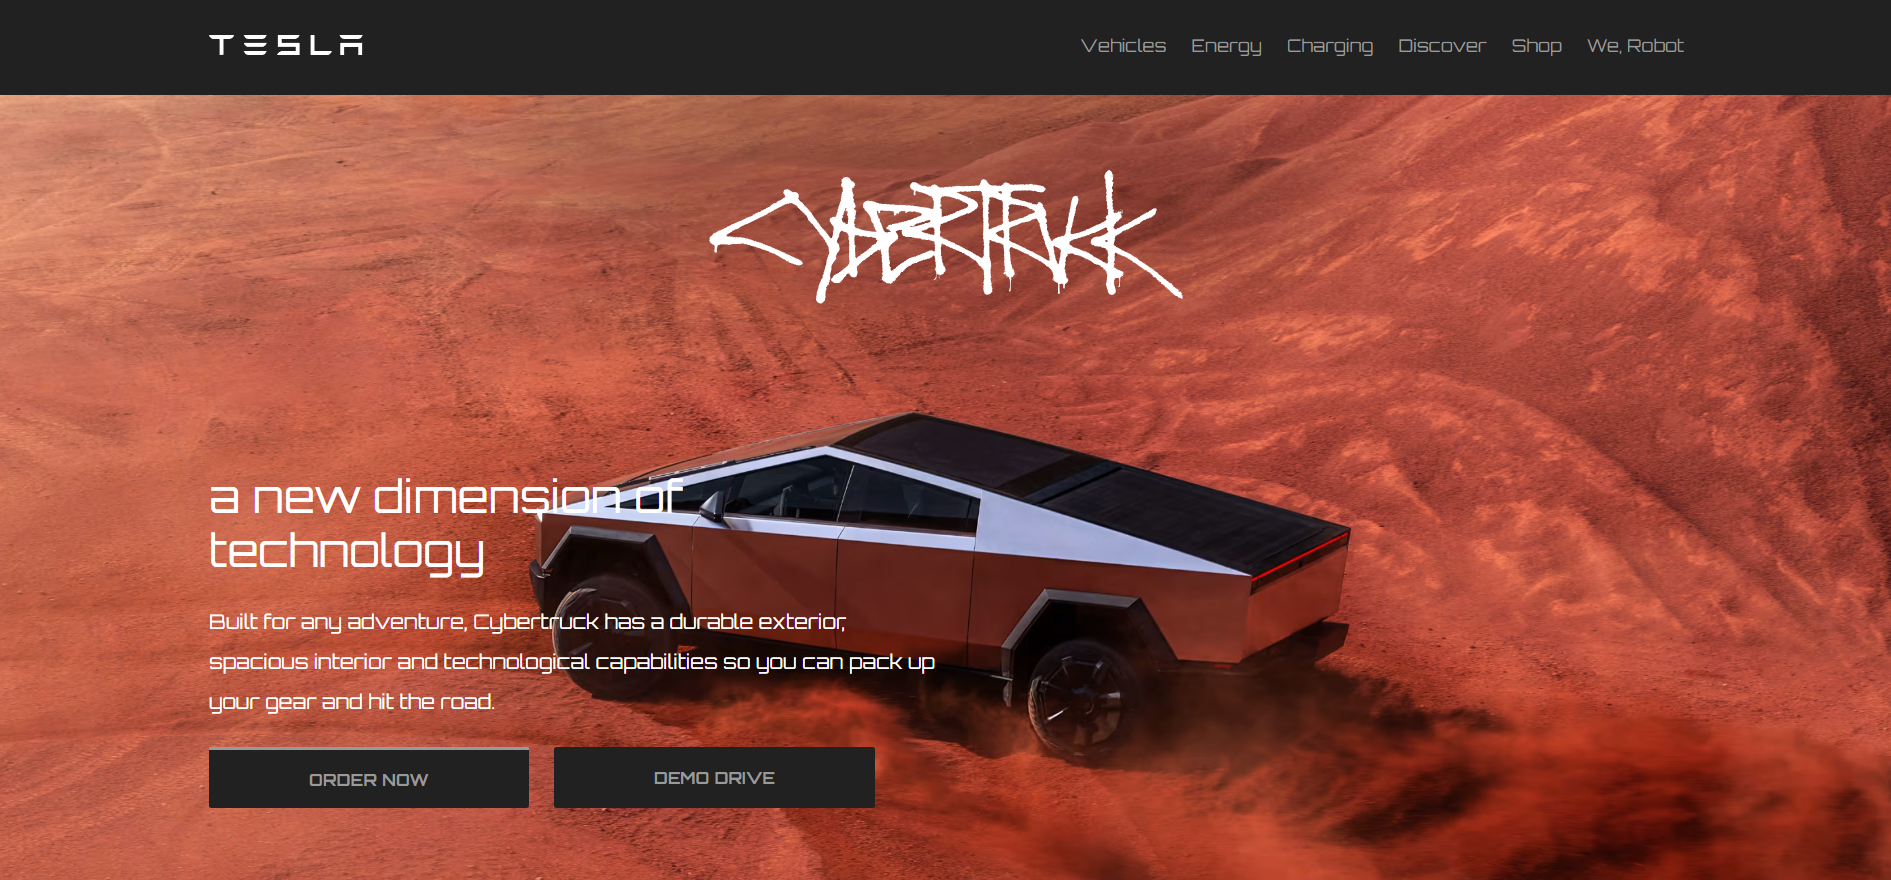 TESLA
Vehicles Energy Charging Discover Shop We, Robot
CYBERTRUCK
a new dimension of
technology
Built for any adventure, Cybertruck has a durable exterior,
spacious interior and technological capabilities so you can pack up
your gear and hit the road.
ORDER NOW DEMO DRIVE